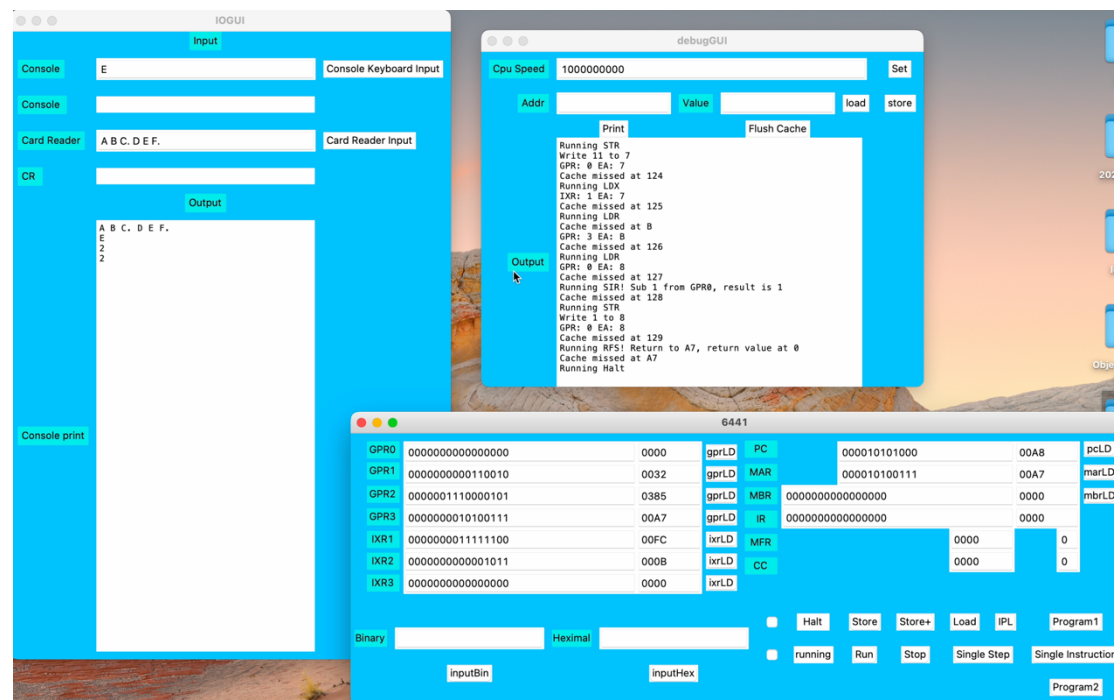 IOGUI
Input
Console E Console Keyboard Input
Console
Card Reader A B C. D E F. Card Reader Input
CR
Output
A B C. D E F.
E
2
2
Console print
debugGUI
Cpu Speed 1000000000 Set
Addr Value load store
Print Flush Cache
Output
Running STR
Write 11 to 7
GPR: 0 EA: 7
Cache missed at 124
Running LDX
IXR: 1 EA: 7
Cache missed at 125
Running LDR
Cache missed at B
GPR: 3 EA: B
Cache missed at 126
Running LDR
GPR: 0 EA: 8
Cache missed at 127
Running SIR! Sub 1 from GPR0, result is 1
Cache missed at 128
Running STR
Write 1 to 8
GPR: 0 EA: 8
Cache missed at 129
Running RFS! Return to A7, return value at 0
Cache missed at A7
Running Halt
6441
GPR0 0000000000000000 0000 gprLD PC 000010101000 00A8 pcLD
GPR1 0000000000110010 0032 gprLD MAR 000010100111 00A7 marLD
GPR2 0000001110000101 0385 gprLD MBR 0000000000000000 0000 mbrLD
GPR3 0000000010100111 00A7 gprLD IR 0000000000000000 0000
IXR1 0000000011111100 00FC ixrLD MFR 0000 0
IXR2 0000000000001011 000B ixrLD CC 0000 0
IXR3 0000000000000000 0000 ixrLD
Halt Store Store+ Load IPL Program1
Binary Heximal
running Run Stop Single Step Single Instruction
inputBin inputHex
Program2
202